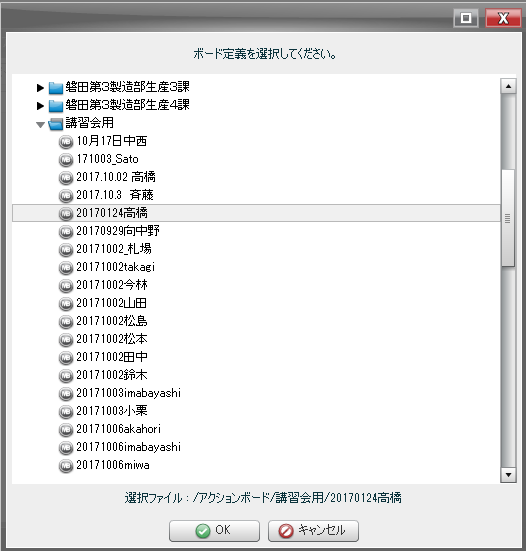 ボード定義を選択してください。
磐田第3製造部生産3課
磐田第3製造部生産4課
講習会用
10月17日中西
171003_Sato
2017.10.02 高橋
2017.10.3 斉藤
20170124高橋
20170929向中野
20171002_札場
20171002takagi
20171002今林
20171002山田
20171002松島
20171002松本
20171002田中
20171002鈴木
20171003imabayashi
20171003小栗
20171006akahori
20171006imabayashi
20171006miwa
選択ファイル : /アクションボード/講習会用/20170124高橋
OK キャンセル